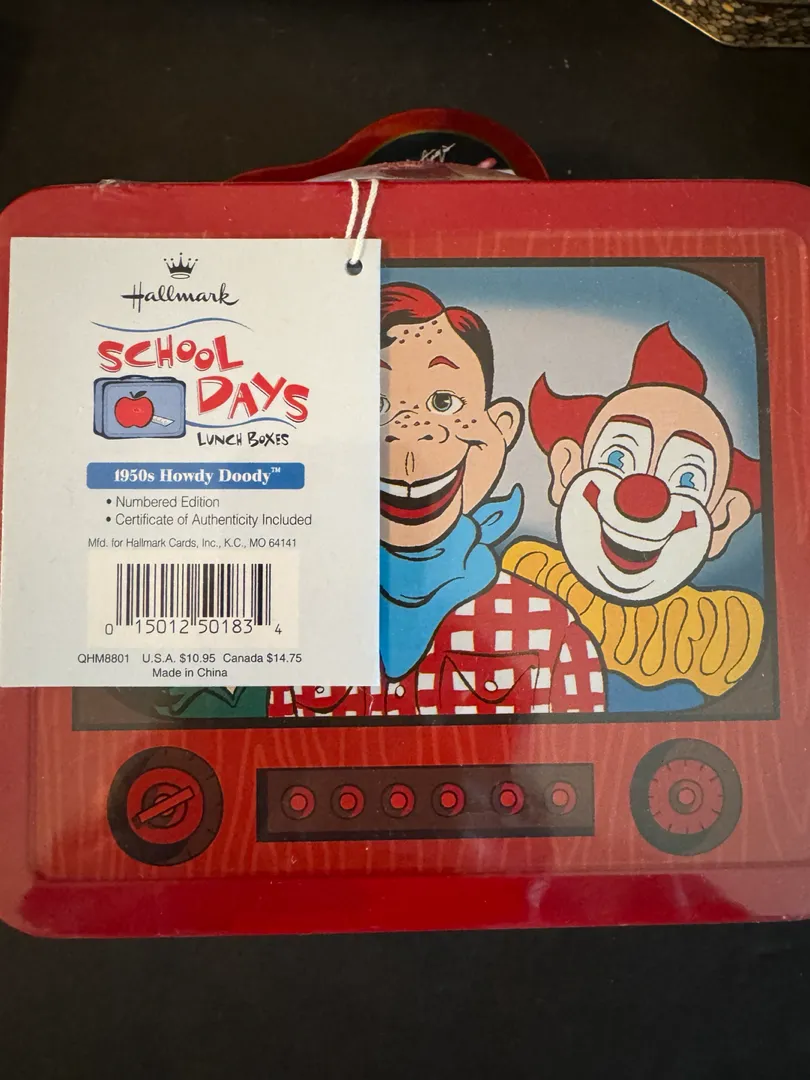 Hallmark
SCHOOL
DAYS
LUNCH BOXES™
1950s Howdy Doody™
• Numbered Edition
• Certificate of Authenticity Included
Mfd. for Hallmark Cards, Inc., K.C., MO 64141
0 15012 50183 4
QHM8801 U.S.A. $10.95 Canada $14.75
Made in China